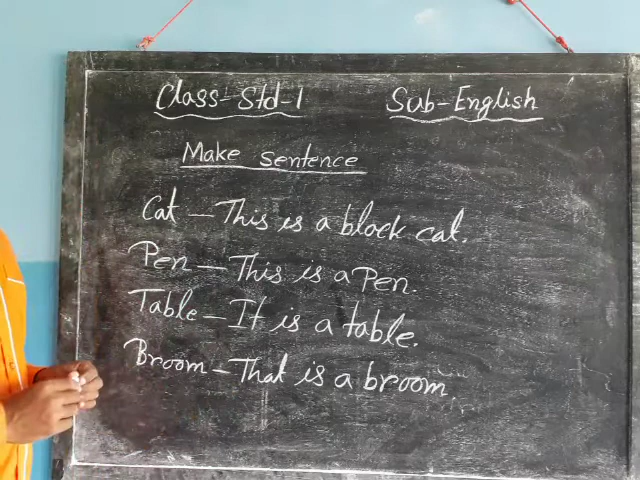 Class-Std-1 Sub-English
Make sentence
Cat - This is a black cat.
Pen - This is a Pen.
Table - It is a table.
Broom - That is a broom.